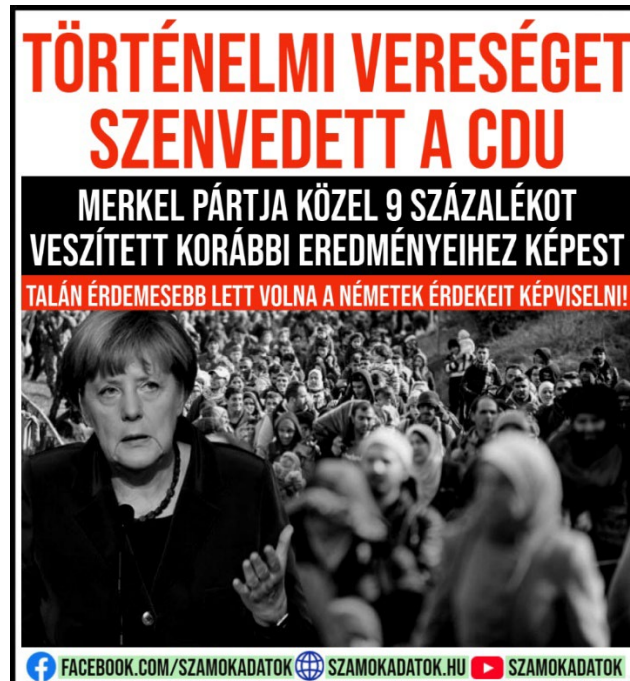 TÖRTÉNELMI VERESÉGET
SZENVEDETT A CDU
MERKEL PÁRTJA KÖZEL 9 SZÁZALÉKOT
VESZÍTETT KORÁBBI EREDMÉNYEIHEZ KÉPEST
TALÁN ÉRDEMESEBB LETT VOLNA A NÉMETEK ÉRDEKEIT KÉPVISELNI!
FACEBOOK.COM/SZAMOKADATOK SZAMOKADATOK.HU SZAMOKADATOK